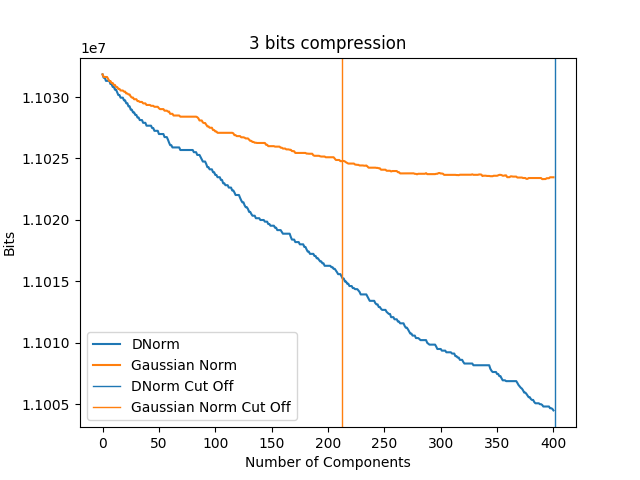 3 bits compression
1e7
1.1030
1.1025
1.1020
1.1015
1.1010
1.1005
Bits
DNorm
Gaussian Norm
DNorm Cut Off
Gaussian Norm Cut Off
0 50 100 150 200 250 300 350 400
Number of Components